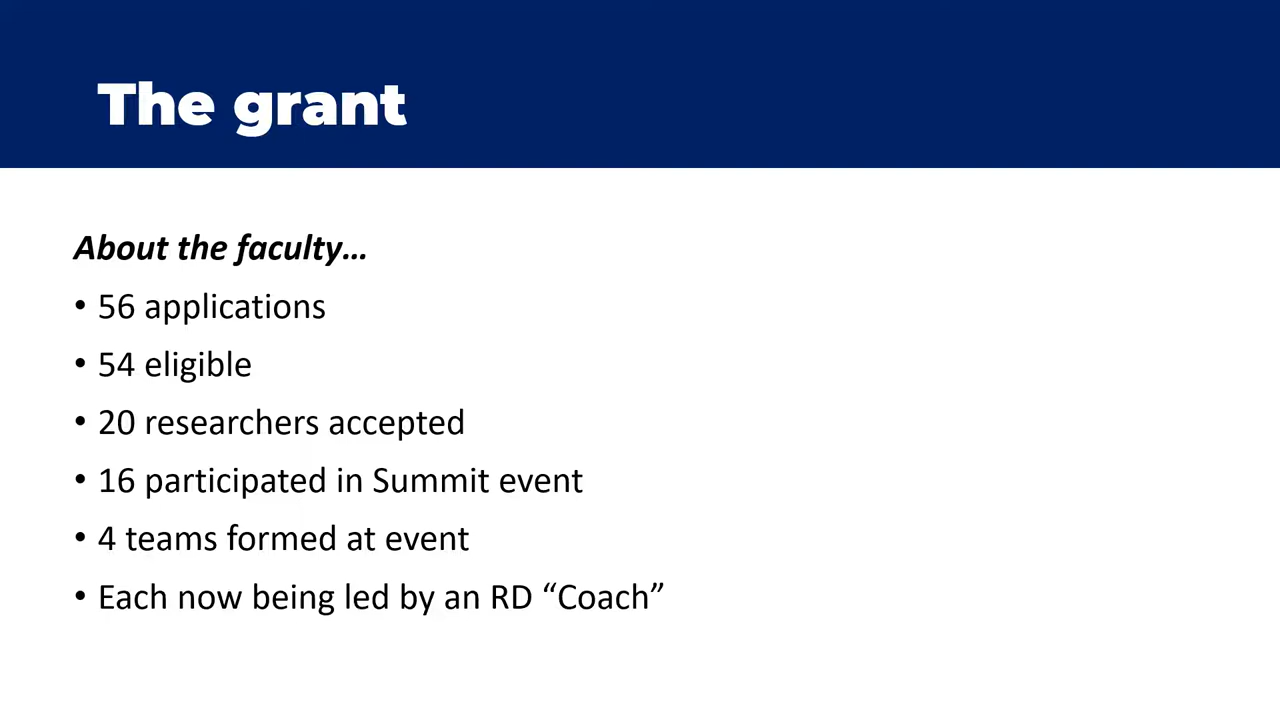 The grant
About the faculty…
• 56 applications
• 54 eligible
• 20 researchers accepted
• 16 participated in Summit event
• 4 teams formed at event
• Each now being led by an RD “Coach”